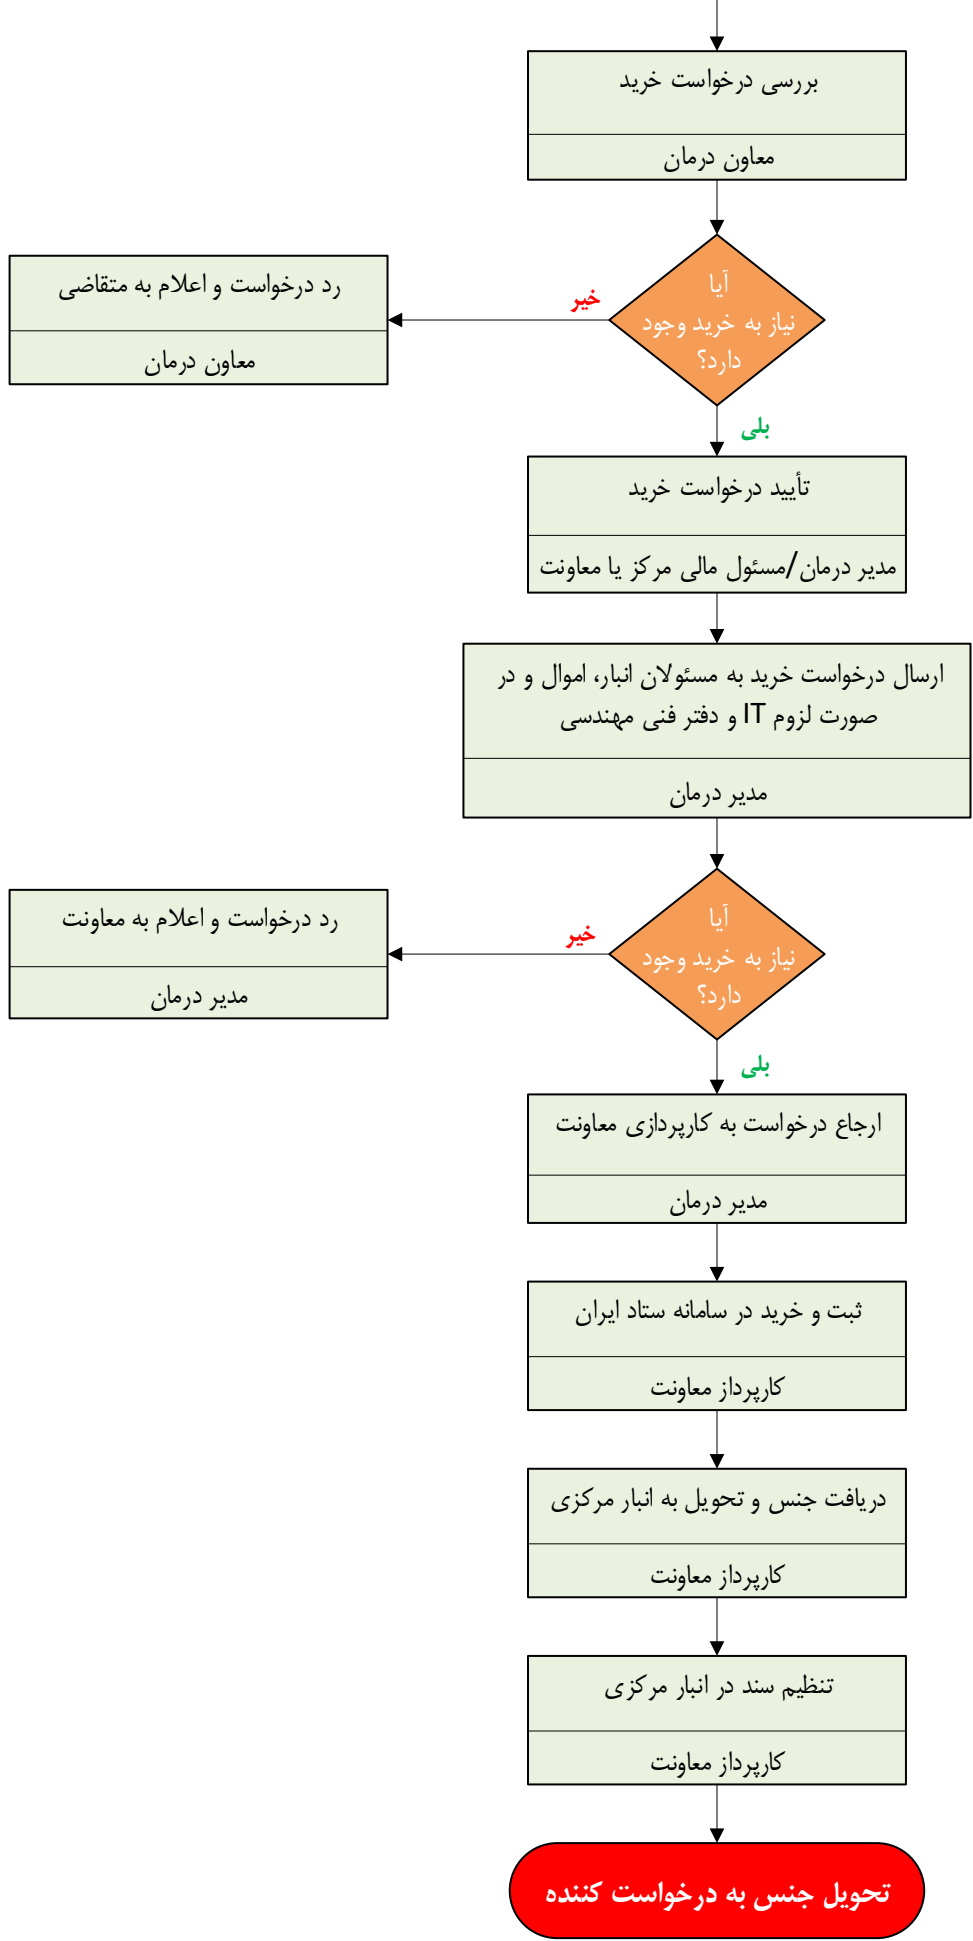 بررسی درخواست خرید
معاون درمان
آیا
نیاز به خرید وجود
دارد؟
خیر
رد درخواست و اعلام به متقاضی
معاون درمان
بلی
تأیید درخواست خرید
مدیر درمان/مسئول مالی مرکز یا معاونت
ارسال درخواست خرید به مسئولان انبار، اموال و در
صورت لزوم IT و دفتر فنی مهندسی
مدیر درمان
آیا
نیاز به خرید وجود
دارد؟
خیر
رد درخواست و اعلام به معاونت
مدیر درمان
بلی
ارجاع درخواست به کارپردازی معاونت
مدیر درمان
ثبت و خرید در سامانه ستاد ایران
کارپرداز معاونت
دریافت جنس و تحویل به انبار مرکزی
کارپرداز معاونت
تنظیم سند در انبار مرکزی
کارپرداز معاونت
تحویل جنس به درخواست کننده